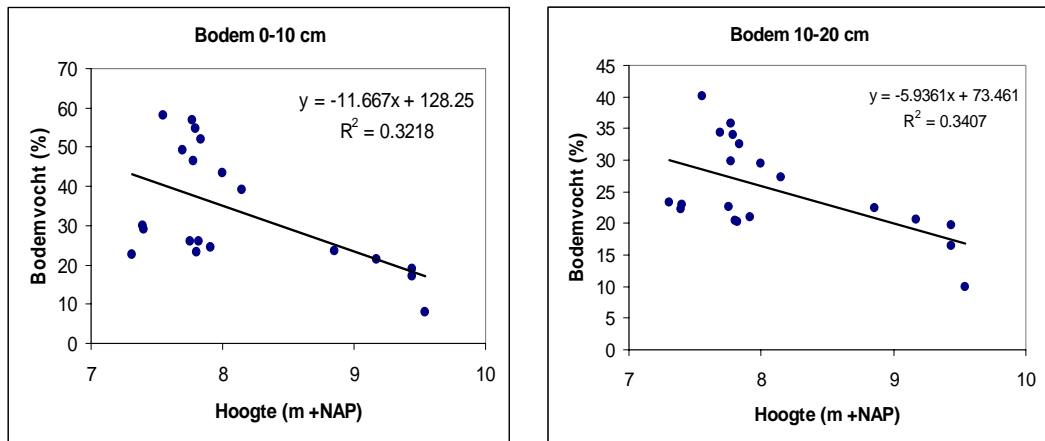 Bodem 0-10 cm
y = -11.667x + 128.25
R² = 0.3218
70
60
50
40
30
20
10
0
Bodemvocht (%)
7 8 9 10
Hoogte (m +NAP)
Bodem 10-20 cm
y = -5.9361x + 73.461
R² = 0.3407
45
40
35
30
25
20
15
10
5
0
Bodemvocht (%)
7 8 9 10
Hoogte (m +NAP)